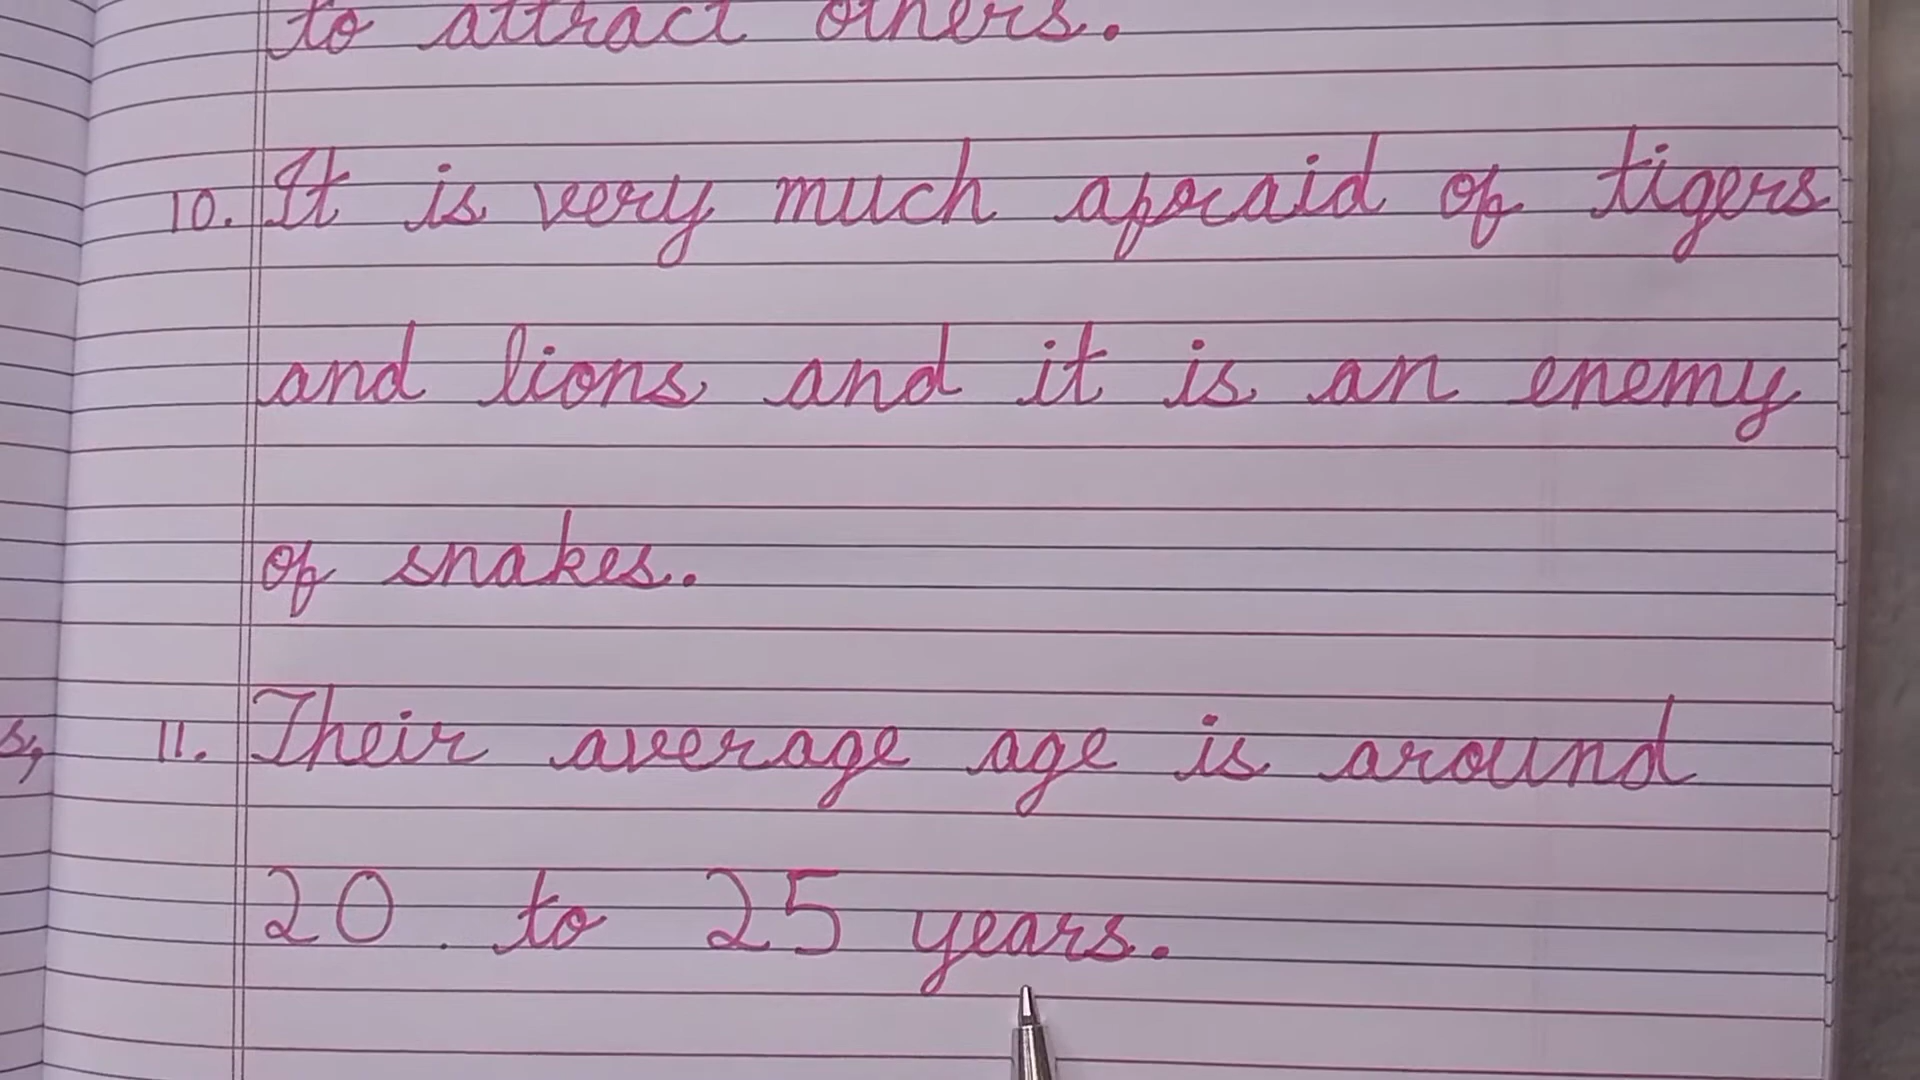 to attract others.
10. It is very much afraid of tigers
and lions and it is an enemy
of snakes.
s,
11. Their average age is around
20 to 25 years.